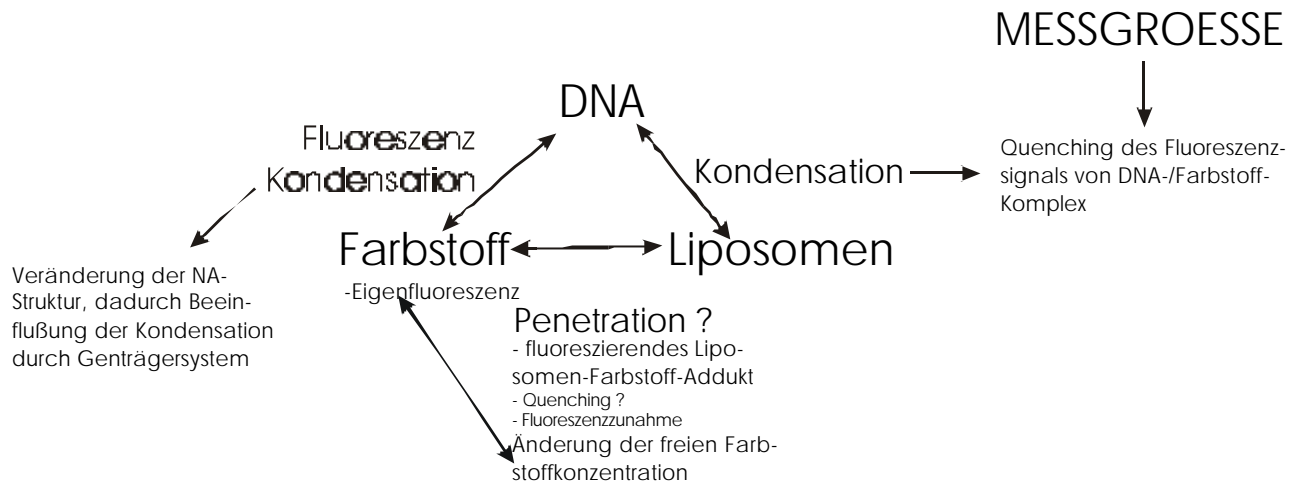 MESSGROESSE
DNA
Fluoreszenz
Kondensation
Kondensation
Quenching des Fluoreszenz-
signals von DNA-/Farbstoff-
Komplex
Farbstoff
Liposomen
-Eigenfluoreszenz
Veränderung der NA-
Struktur, dadurch Beein-
flußung der Kondensation
durch Genträgersystem
Penetration ?
- fluoreszierendes Lipo-
somen-Farbstoff-Addukt
- Quenching ?
- Fluoreszenzzunahme
Änderung der freien Farb-
stoffkonzentration